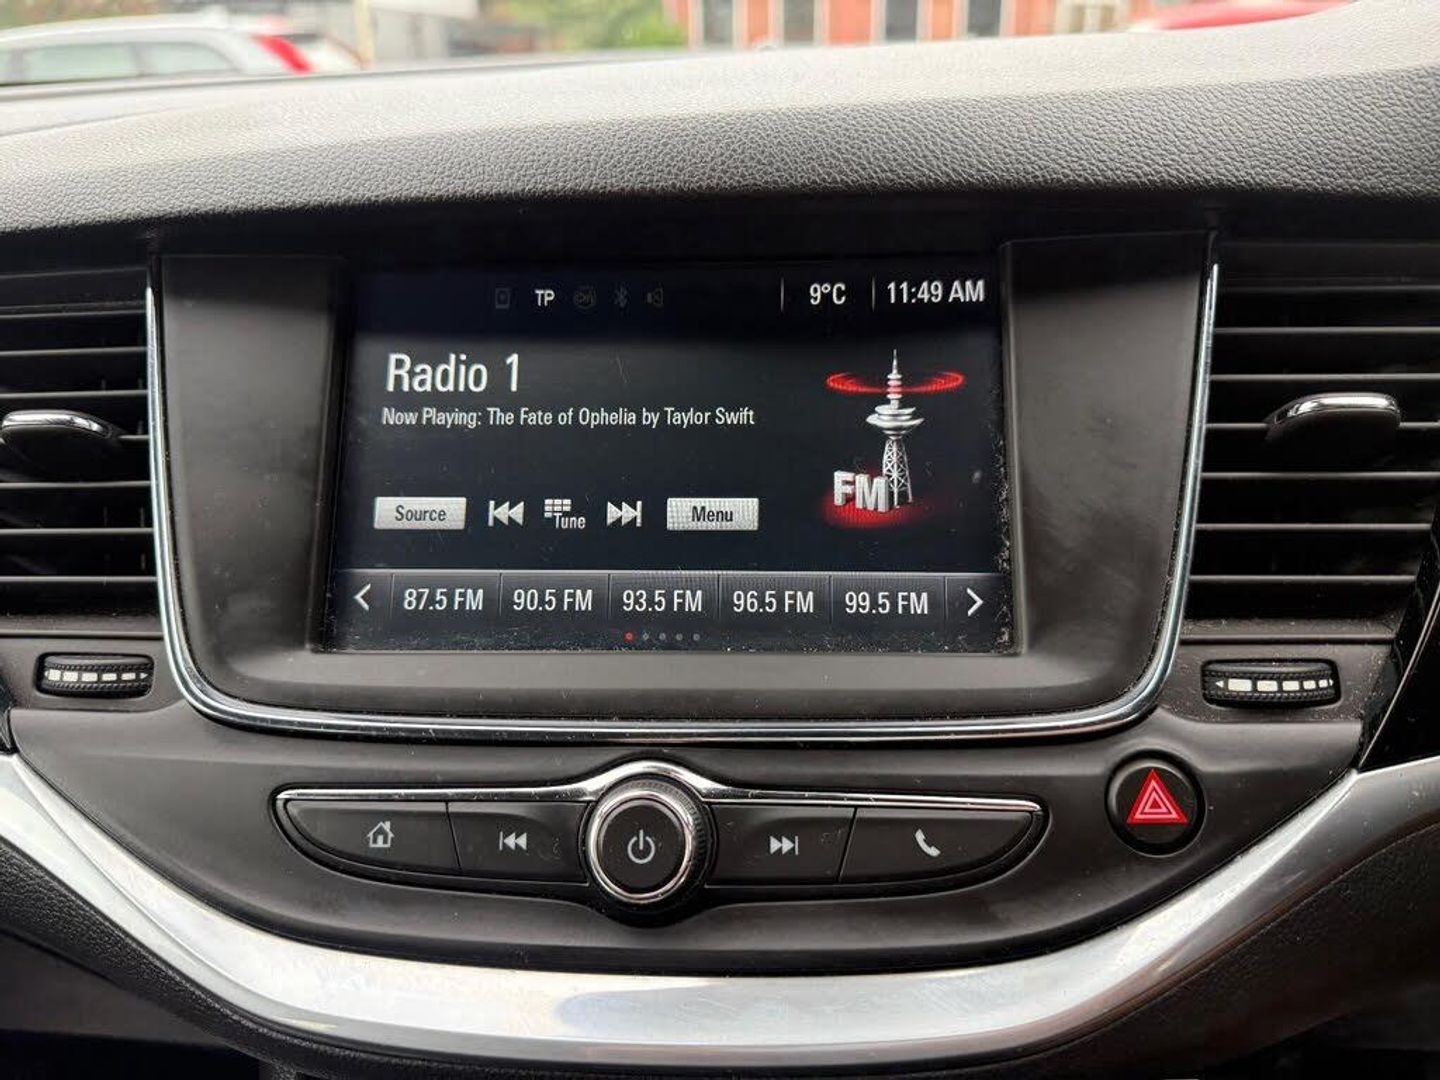 TP 9°C 11:49 AM
Radio 1
Now Playing: The Fate of Ophelia by Taylor Swift
FM
Source Tune Menu
87.5 FM 90.5 FM 93.5 FM 96.5 FM 99.5 FM